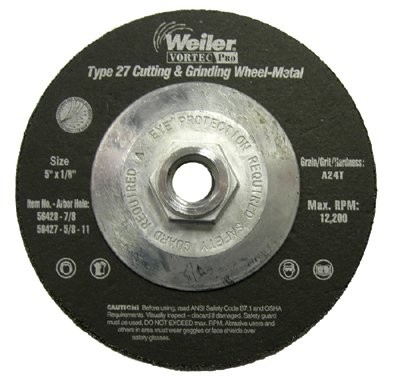 Weiler
VORTEC PRO
Type 27 Cutting & Grinding Wheel-Metal
EYE PROTECTION REQUIRED SAFETY GUARD REQUIRED
Size
5" x 1/8"
Item No.- Arbor Hole:
56428 - 7/8
56427 - 5/8 - 11
Grain/Grit/Hardness:
A24T
Max. RPM:
12,200
CAUTION! Before using, read ANSI Safety Code B7.1 and OSHA
Requirements. Visually inspect - discard if damaged. Safety guard
must be used. DO NOT EXCEED max. RPM. Abrasive users and
others in area must wear goggles or face shields over
safety glasses.